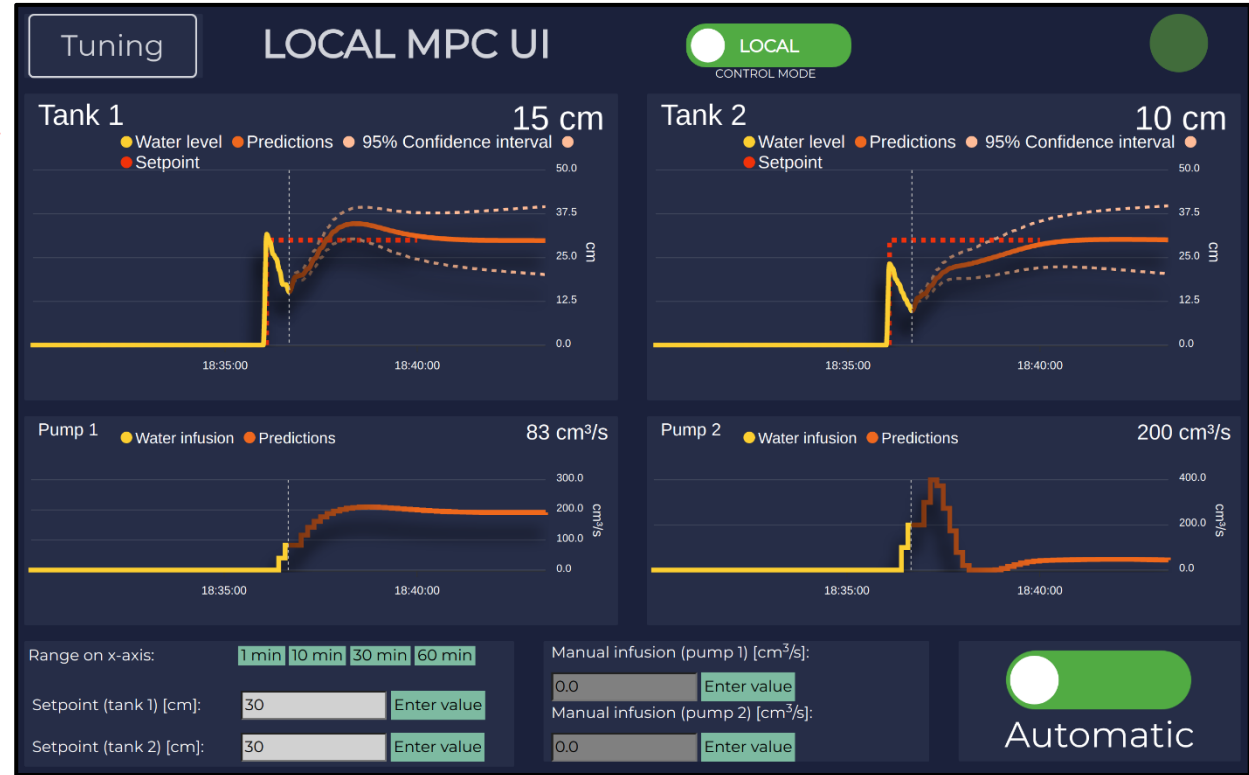 Tuning
LOCAL MPC UI
LOCAL
CONTROL MODE
Tank 1
15 cm
Water level Predictions 95% Confidence interval
Setpoint
50.0
37.5
25.0
12.5
0.0
cm
18:35:00 18:40:00
Tank 2
10 cm
Water level Predictions 95% Confidence interval
Setpoint
50.0
37.5
25.0
12.5
0.0
cm
18:35:00 18:40:00
Pump 1
Water infusion Predictions
83 cm³/s
300.0
200.0
100.0
0.0
cm³/s
18:35:00 18:40:00
Pump 2
Water infusion Predictions
200 cm³/s
400.0
200.0
0.0
cm³/s
18:35:00 18:40:00
Range on x-axis: 1 min 10 min 30 min 60 min
Setpoint (tank 1) [cm]: 30 Enter value
Setpoint (tank 2) [cm]: 30 Enter value
Manual infusion (pump 1) [cm³/s]:
0.0 Enter value
Manual infusion (pump 2) [cm³/s]:
0.0 Enter value
Automatic